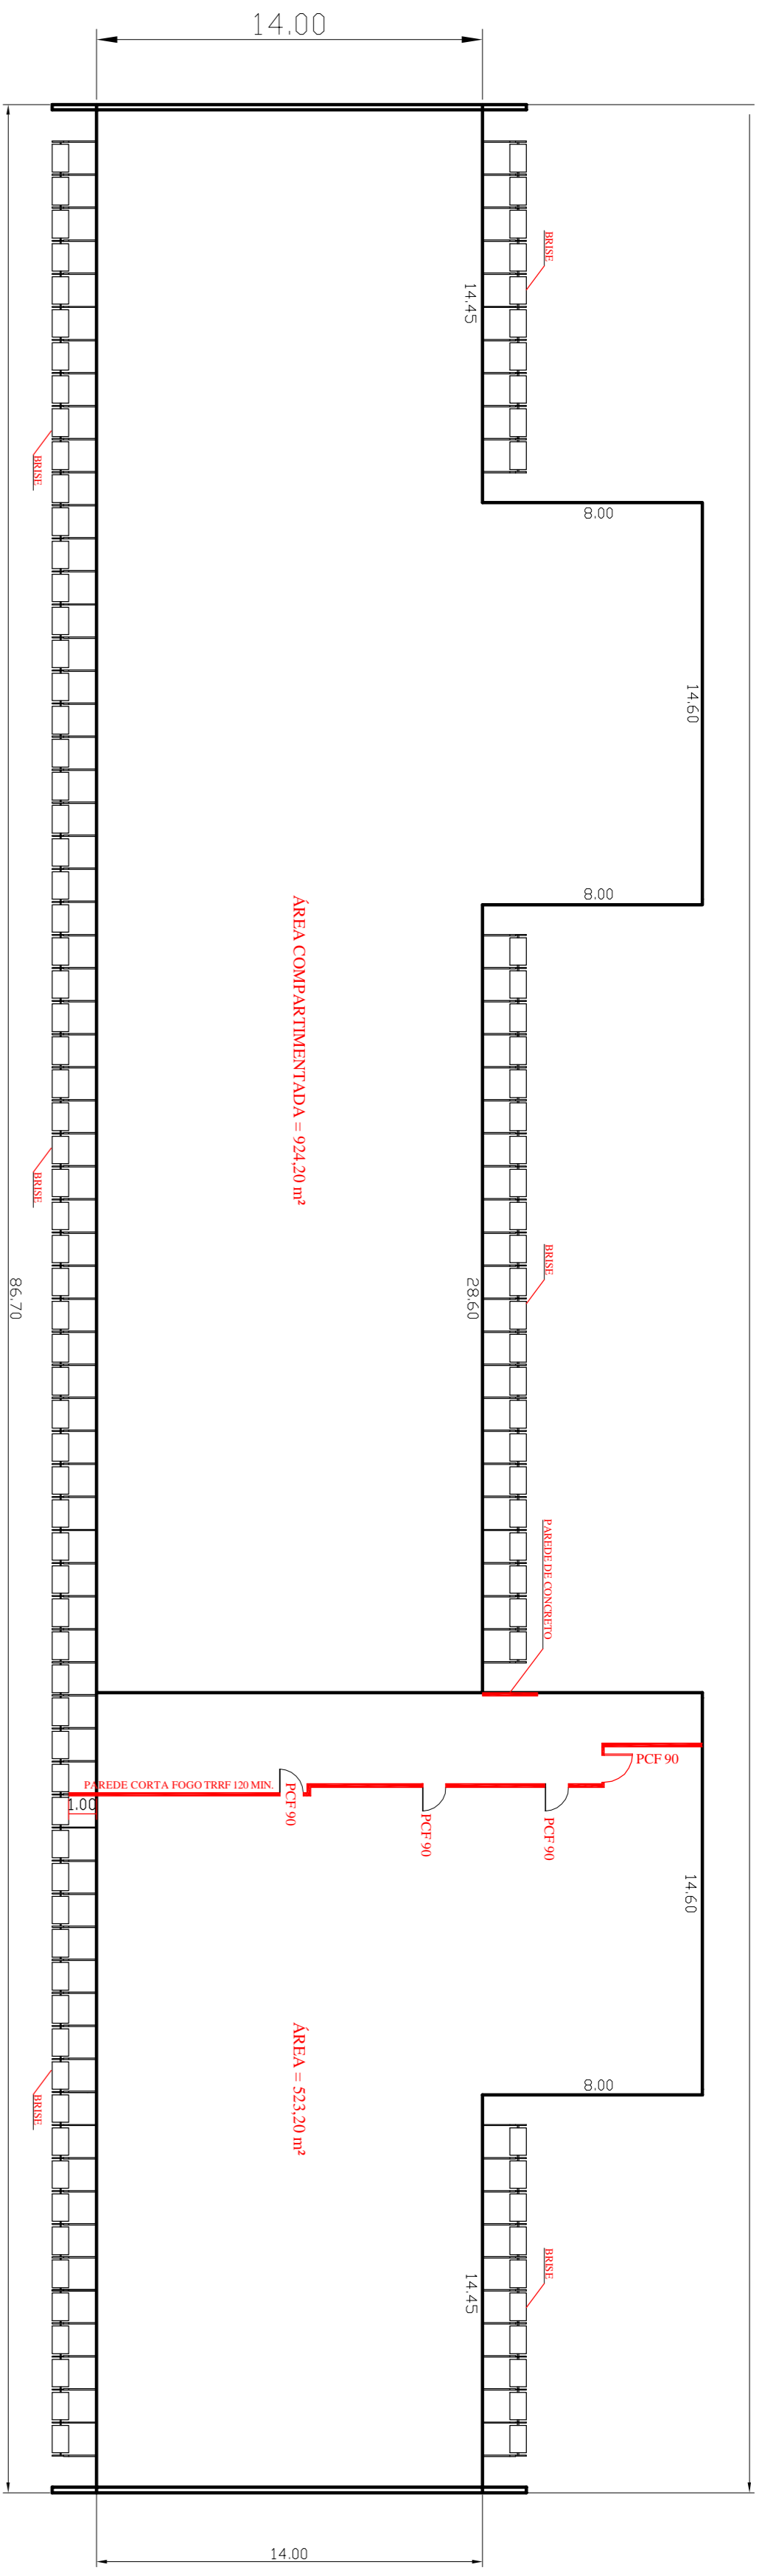 14.00
BRISE
14.45
BRISE
8.00
14.60
8.00
ÁREA COMPARTIMENTADA = 924,20 m²
BRISE
BRISE
86.70
28.60
PAREDE DE CONCRETO
PCF 90
PAREDE CORTA FOGO TRRF 120 MIN.
1.00
PCF 90
PCF 90
PCF 90
14.60
ÁREA = 523,20 m²
8.00
BRISE
BRISE
14.45
14.00